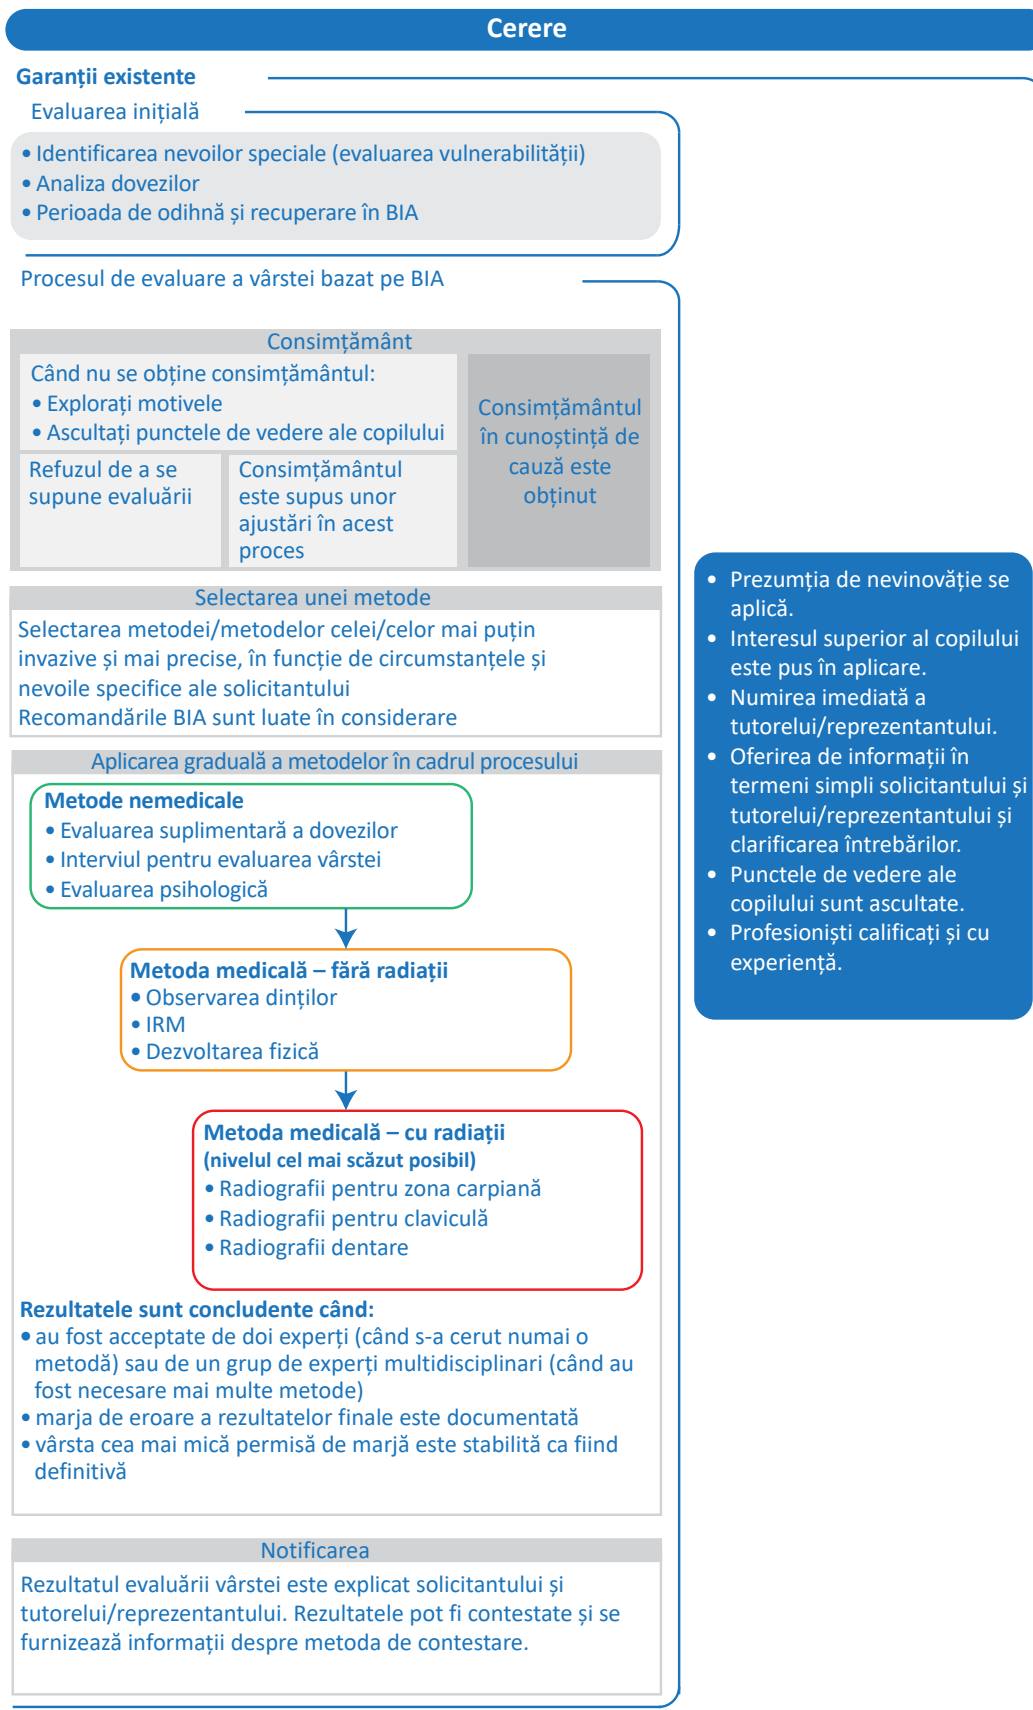 Cerere
Garanții existente
Evaluarea inițială
• Identificarea nevoilor speciale (evaluarea vulnerabilității)
• Analiza dovezilor
• Perioada de odihnă și recuperare în BIA
Procesul de evaluare a vârstei bazat pe BIA
Consimțământ
Când nu se obține consimțământul:
• Explorați motivele
• Ascultați punctele de vedere ale copilului
Refuzul de a se
supune evaluării
Consimțământul
este supus unor
ajustări în acest
proces
Consimțământul
în cunoștință de
cauză este
obținut
Selectarea unei metode
Selectarea metodei/metodelor celei/celor mai puțin
invazive și mai precise, în funcție de circumstanțele și
nevoile specifice ale solicitantului
Recomandările BIA sunt luate în considerare
Aplicarea graduală a metodelor în cadrul procesului
Metode nemedicale
• Evaluarea suplimentară a dovezilor
• Interviul pentru evaluarea vârstei
• Evaluarea psihologică
Metoda medicală – fără radiații
• Observarea dinților
• IRM
• Dezvoltarea fizică
Metoda medicală – cu radiații
(nivelul cel mai scăzut posibil)
• Radiografii pentru zona carpiană
• Radiografii pentru claviculă
• Radiografii dentare
Rezultatele sunt concludente când:
• au fost acceptate de doi experți (când s-a cerut numai o
metodă) sau de un grup de experți multidisciplinari (când au
fost necesare mai multe metode)
• marja de eroare a rezultatelor finale este documentată
• vârsta cea mai mică permisă de marjă este stabilită ca fiind
definitivă
Notificarea
Rezultatul evaluării vârstei este explicat solicitantului și
tutorelui/reprezentantului. Rezultatele pot fi contestate și se
furnizează informații despre metoda de contestare.
• Prezumția de nevinovăție se
aplică.
• Interesul superior al copilului
este pus în aplicare.
• Numirea imediată a
tutorelui/reprezentantului.
• Oferirea de informații în
termeni simpli solicitantului și
tutorelui/reprezentantului și
clarificarea întrebărilor.
• Punctele de vedere ale
copilului sunt ascultate.
• Profesioniști calificați și cu
experiență.